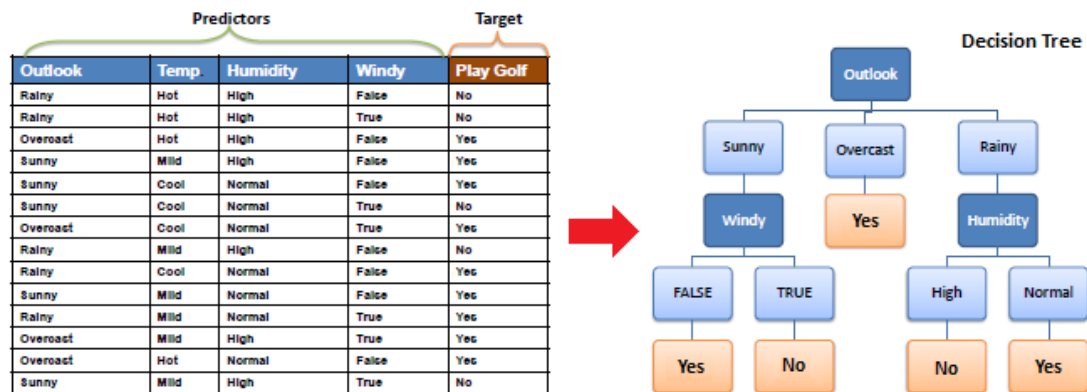 Predictors Target
Outlook Temp. Humidity Windy Play Golf
Rainy Hot High False No
Rainy Hot High True No
Overcast Hot High False Yes
Sunny Mild High False Yes
Sunny Cool Normal False Yes
Sunny Cool Normal True No
Overcast Cool Normal True Yes
Rainy Mild High False No
Rainy Cool Normal False Yes
Sunny Mild Normal False Yes
Rainy Mild Normal True Yes
Overcast Mild High True Yes
Overcast Hot Normal False Yes
Sunny Mild High True No
Decision Tree
Outlook
Sunny Overcast Rainy
Windy Yes Humidity
FALSE TRUE High Normal
Yes No No Yes